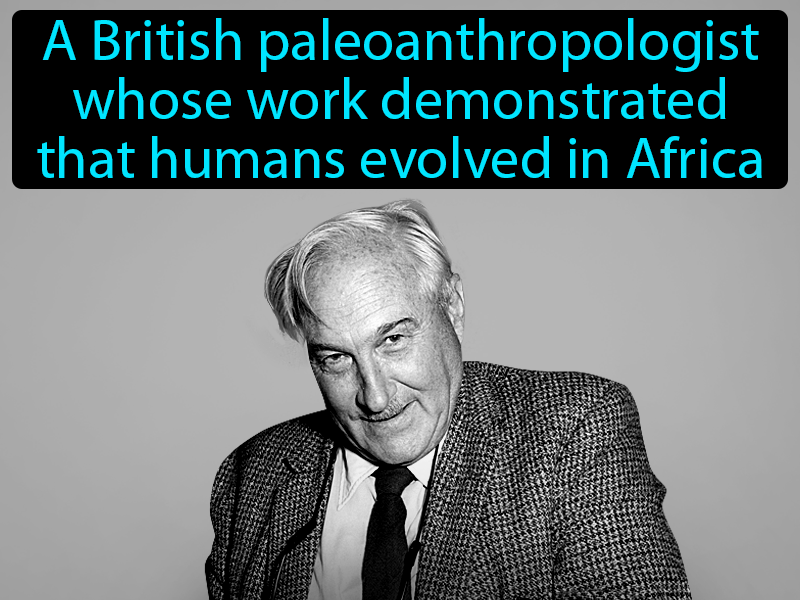 A British paleoanthropologist
whose work demonstrated
that humans evolved in Africa